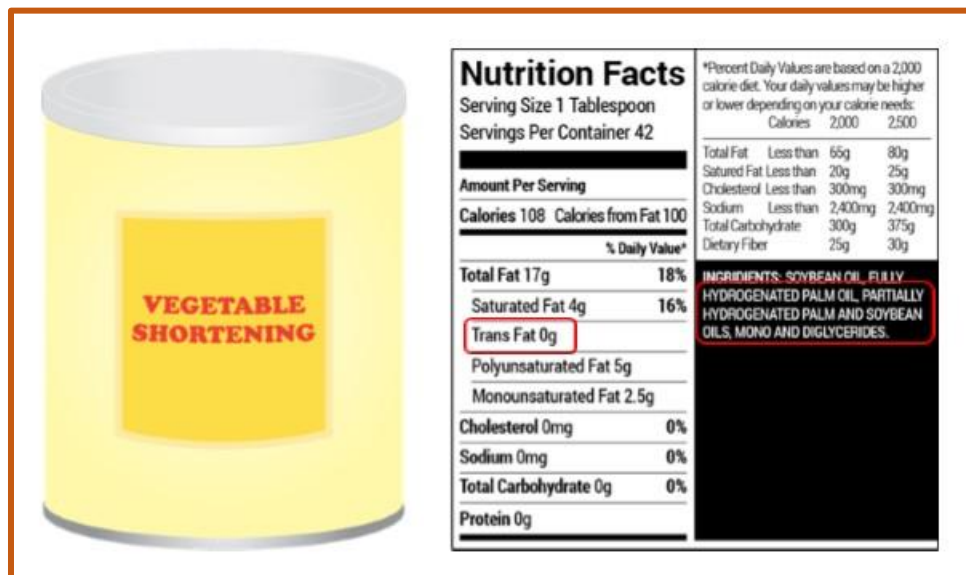 VEGETABLE
SHORTENING
Nutrition Facts
Serving Size 1 Tablespoon
Servings Per Container 42
Amount Per Serving
Calories 108 Calories from Fat 100
% Daily Value*
Total Fat 17g 18%
Saturated Fat 4g 16%
Trans Fat 0g
Polyunsaturated Fat 5g
Monounsaturated Fat 2.5g
Cholesterol 0mg 0%
Sodium 0mg 0%
Total Carbohydrate 0g 0%
Protein 0g
*Percent Daily Values are based on a 2,000
calorie diet. Your daily values may be higher
or lower depending on your calorie needs:
Calories 2,000 2,500
Total Fat Less than 65g 80g
Satured Fat Less than 20g 25g
Cholesterol Less than 300mg 300mg
Sodium Less than 2,400mg 2,400mg
Total Carbohydrate 300g 375g
Dietary Fiber 25g 30g
INGRIDIENTS: SOYBEAN OIL, FULLY
HYDROGENATED PALM OIL, PARTIALLY
HYDROGENATED PALM AND SOYBEAN
OILS, MONO AND DIGLYCERIDES.